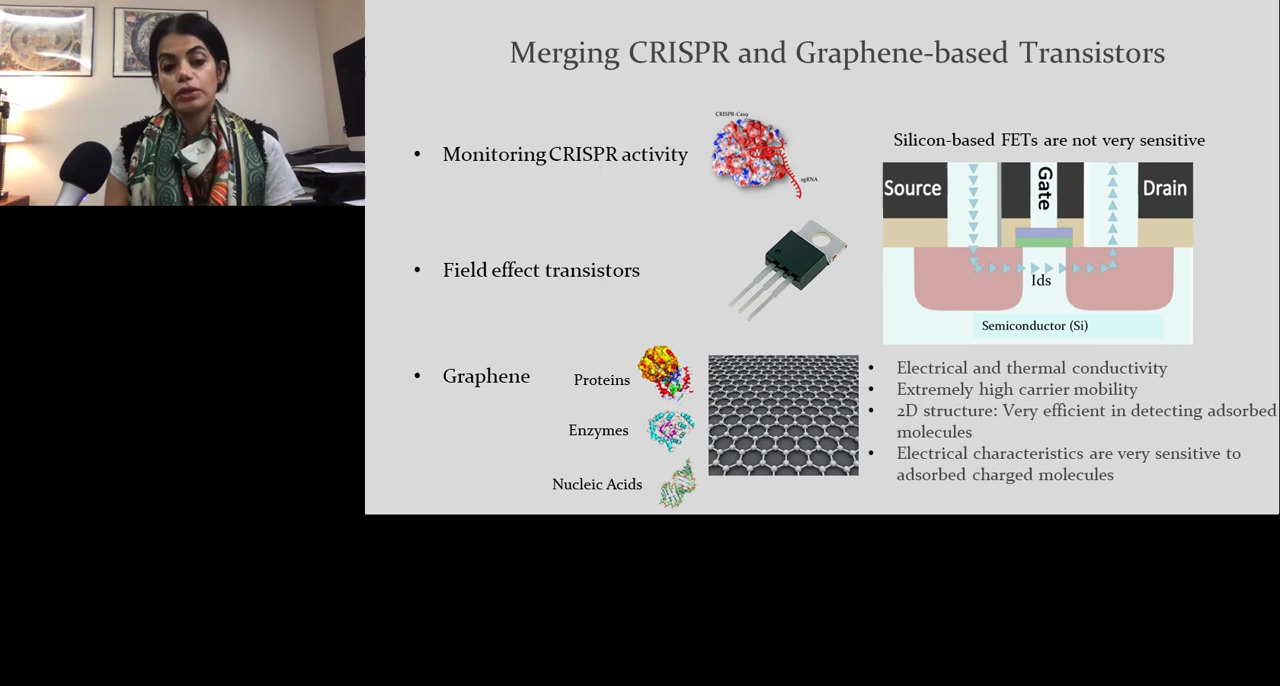 Merging CRISPR and Graphene-based Transistors
• Monitoring CRISPR activity
CRISPR-Cas9
sgRNA
Silicon-based FETs are not very sensitive
Source
Gate
Drain
Ids
Semiconductor (Si)
• Field effect transistors
• Graphene
Proteins
Enzymes
Nucleic Acids
• Electrical and thermal conductivity
• Extremely high carrier mobility
• 2D structure: Very efficient in detecting adsorbed
molecules
• Electrical characteristics are very sensitive to
adsorbed charged molecules